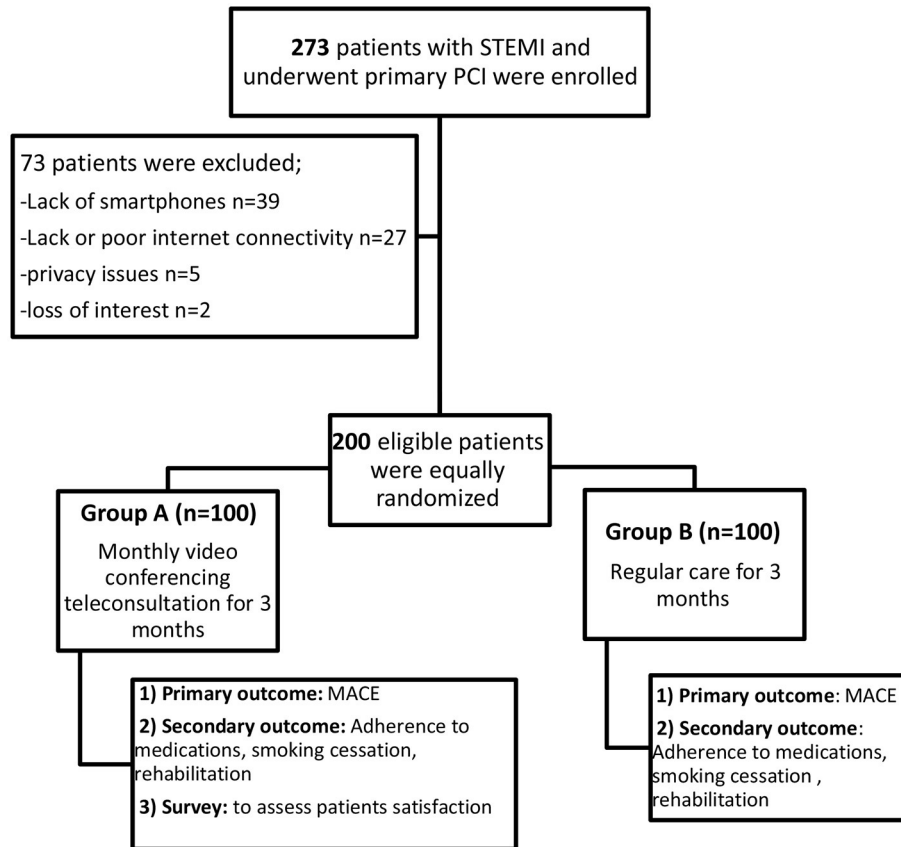 273 patients with STEMI and
underwent primary PCI were enrolled
73 patients were excluded;
-Lack of smartphones n=39
-Lack or poor internet connectivity n=27
-privacy issues n=5
-loss of interest n=2
200 eligible patients
were equally
randomized
Group A (n=100)
Monthly video
conferencing
teleconsultation for 3
months
Group B (n=100)
Regular care for 3
months
1) Primary outcome: MACE
2) Secondary outcome: Adherence to
medications, smoking cessation,
rehabilitation
3) Survey: to assess patients satisfaction
1) Primary outcome: MACE
2) Secondary outcome:
Adherence to medications,
smoking cessation ,
rehabilitation